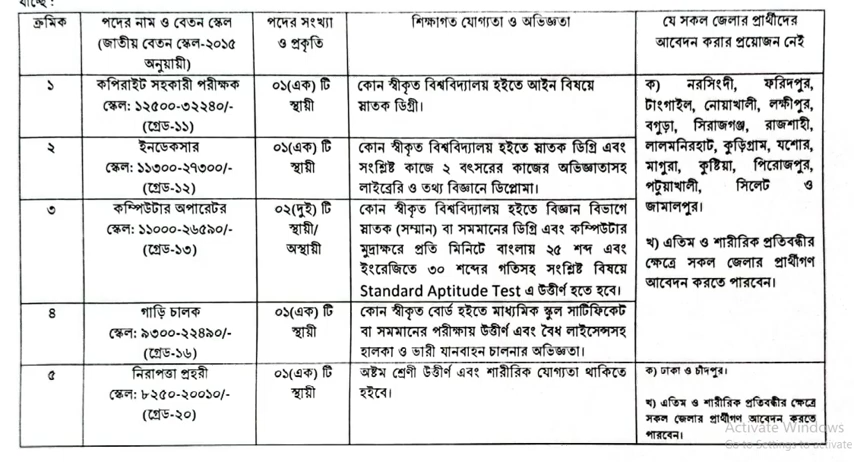 যাচ্ছে :
ক্রমিক
পদের নাম ও বেতন স্কেল
(জাতীয় বেতন স্কেল-২০১৫
অনুয়ায়ী)
পদের সংখ্যা
ও প্রকৃতি
শিক্ষাগত যোগ্যতা ও অভিজ্ঞতা
যে সকল জেলার প্রার্থীদের
আবেদন করার প্রয়োজন নেই
১
কপিরাইট সহকারী পরীক্ষক
স্কেল: ১২৫০০-৩২২৪০/-
(গ্রেড-১১)
০১(এক) টি
স্থায়ী
কোন স্বীকৃত বিশ্ববিদ্যালয় হইতে আইন বিষয়ে
স্নাতক ডিগ্রী।
ক) নরসিংদী, ফরিদপুর,
টাংগাইল, নোয়াখালী, লক্ষীপুর,
বগুড়া, সিরাজগঞ্জ, রাজশাহী,
লালমনিরহাট, কুড়িগ্রাম, যশোর,
মাগুরা, কুষ্টিয়া, পিরোজপুর,
পটুয়াখালী, সিলেট ও
জামালপুর।
খ) এতিম ও শারীরিক প্রতিবন্ধীর
ক্ষেত্রে সকল জেলার প্রার্থীগণ
আবেদন করতে পারবেন।
২
ইনডেকসার
স্কেল: ১১৩০০-২৭৩০০/-
(গ্রেড-১২)
০১(এক) টি
স্থায়ী
কোন স্বীকৃত বিশ্ববিদ্যালয় হইতে স্নাতক ডিগ্রি এবং
সংশ্লিষ্ট কাজে ২ বৎসরের কাজের অভিজ্ঞাতাসহ
লাইব্রেরি ও তথ্য বিজ্ঞানে ডিপ্লোমা।
৩
কম্পিউটার অপারেটর
স্কেল: ১১০০০-২৬৫৯০/-
(গ্রেড-১৩)
০২(দুই) টি
স্থায়ী/
অস্থায়ী
কোন স্বীকৃত বিশ্ববিদ্যালয় হইতে বিজ্ঞান বিভাগে
স্নাতক (সম্মান) বা সমমানের ডিগ্রি এবং কম্পিউটার
মুদ্রাক্ষরে প্রতি মিনিটে বাংলায় ২৫ শব্দ এবং
ইংরেজিতে ৩০ শব্দের গতিসহ সংশ্লিষ্ট বিষয়ে
Standard Aptitude Test এ উত্তীর্ণ হতে হবে।
৪
গাড়ি চালক
স্কেল: ৯৩০০-২২৪৯০/-
(গ্রেড-১৬)
০১(এক) টি
স্থায়ী
কোন স্বীকৃত বোর্ড হইতে মাধ্যমিক স্কুল সার্টিফিকেট
বা সমমানের পরীক্ষায় উত্তীর্ণ এবং বৈধ লাইসেন্সসহ
হালকা ও ভারী যানবাহন চালনার অভিজ্ঞতা।
৫
নিরাপত্তা প্রহরী
স্কেল: ৮২৫০-২০০১০/-
(গ্রেড-২০)
০১(এক) টি
স্থায়ী
অষ্টম শ্রেণী উত্তীর্ণ এবং শারীরিক যোগ্যতা থাকিতে
হইবে।
ক) ঢাকা ও চাঁদপুর।
খ) এতিম ও শারীরিক প্রতিবন্ধীর ক্ষেত্রে
সকল জেলার প্রার্থীগণ আবেদন করতে
পারবেন।
Activate Windows
Go to Settings to activate